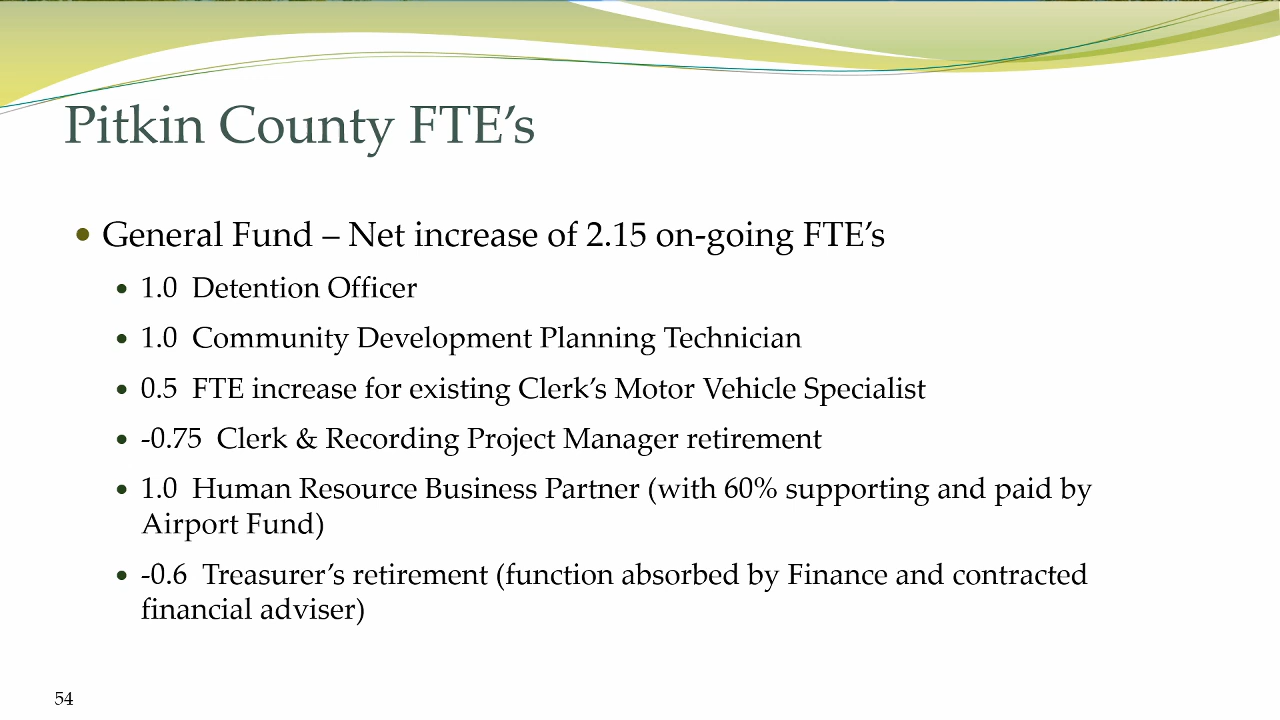 Pitkin County FTE’s
• General Fund – Net increase of 2.15 on-going FTE’s
• 1.0 Detention Officer
• 1.0 Community Development Planning Technician
• 0.5 FTE increase for existing Clerk’s Motor Vehicle Specialist
• -0.75 Clerk & Recording Project Manager retirement
• 1.0 Human Resource Business Partner (with 60% supporting and paid by
Airport Fund)
• -0.6 Treasurer’s retirement (function absorbed by Finance and contracted
financial adviser)
54